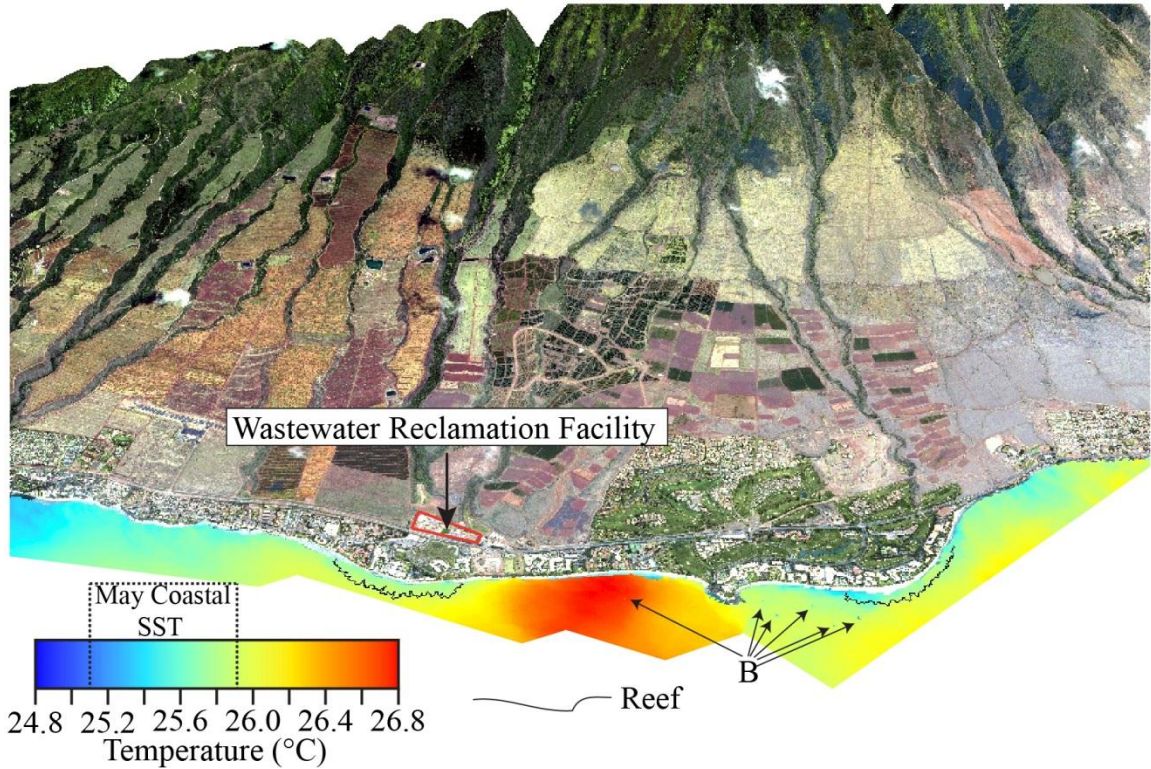 Wastewater Reclamation Facility
May Coastal
SST
B
Reef
24.8 25.2 25.6 26.0 26.4 26.8
Temperature (°C)